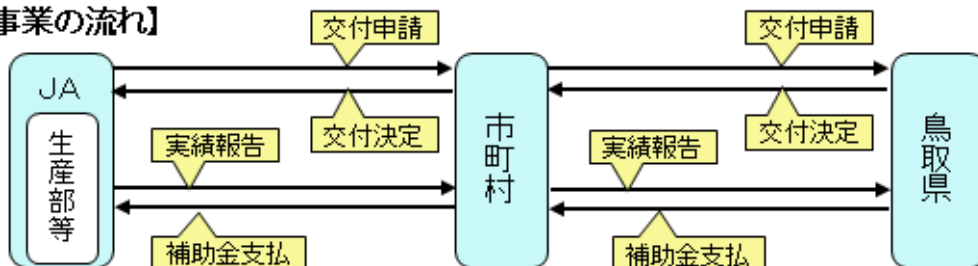 事業の流れ】
交付申請
交付申請
JA
生産部等
市町村
鳥取県
交付決定
交付決定
実績報告
実績報告
補助金支払
補助金支払